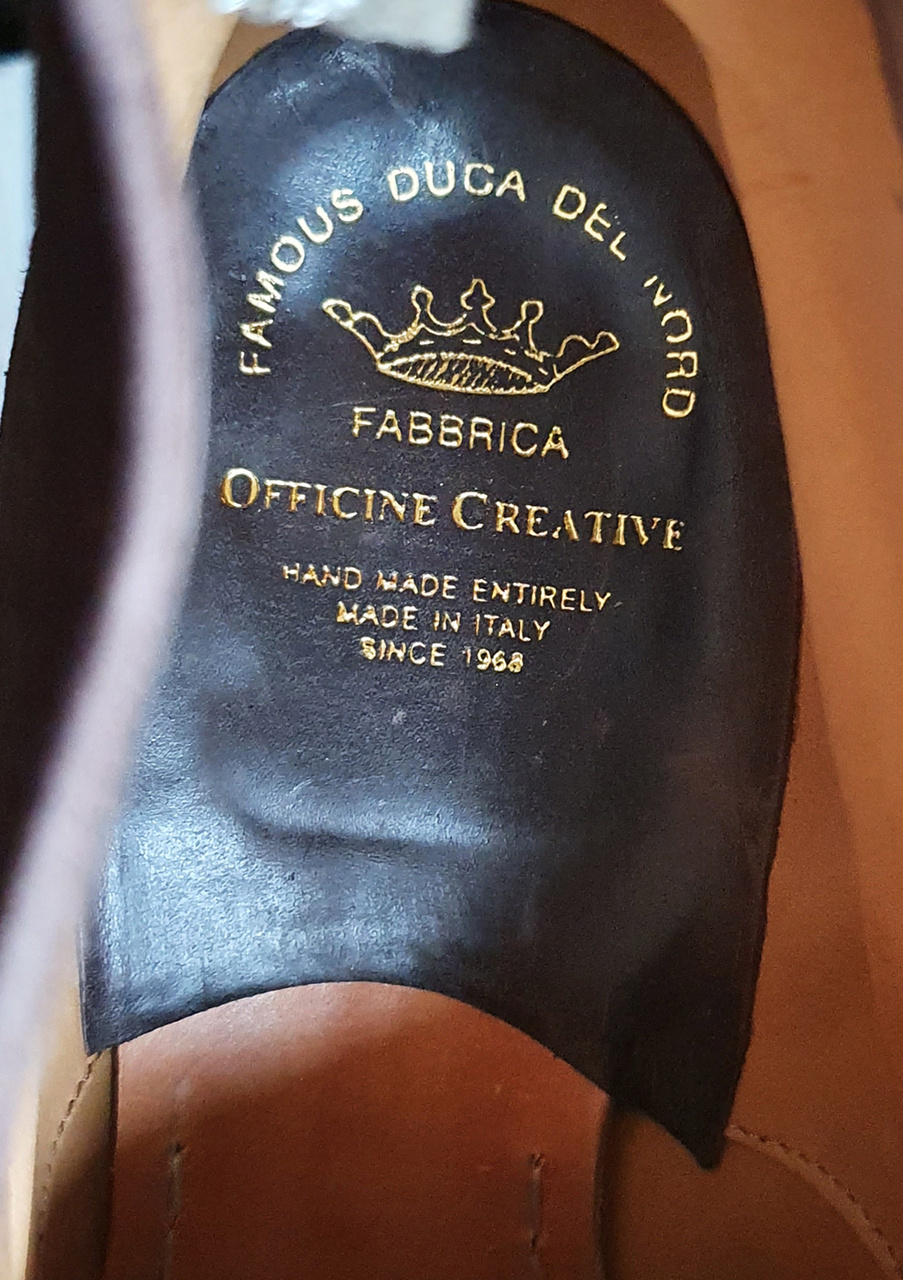 FAMOUS DUCA DEL NORD
FABBRICA
OFFICINE CREATIVE
HAND MADE ENTIRELY
MADE IN ITALY
SINCE 1968